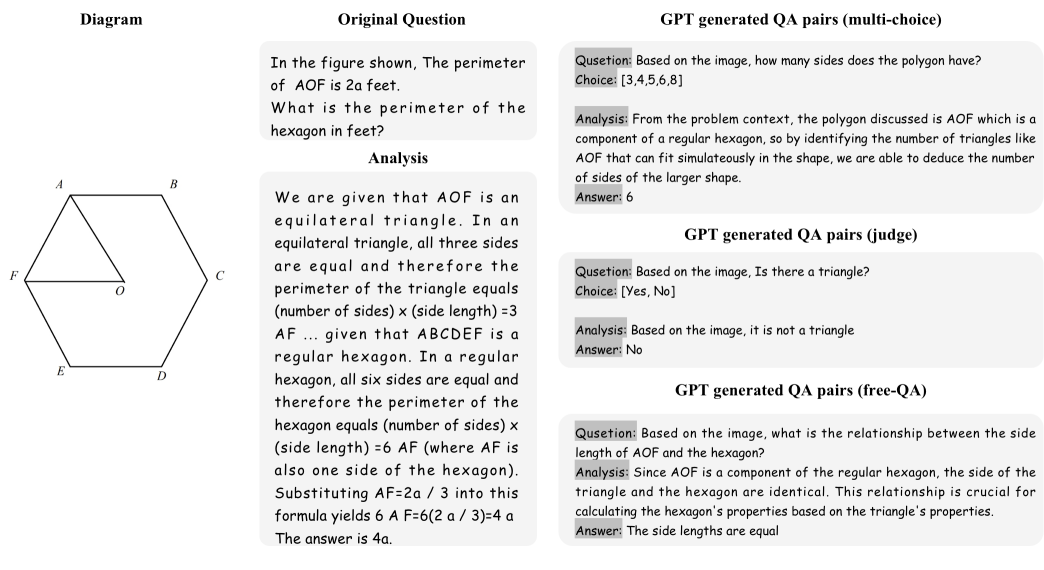 Diagram
A
B
F
C
O
E
D
Original Question
In the figure shown, The perimeter
of AOF is 2a feet.
What is the perimeter of the
hexagon in feet?
Analysis
We are given that AOF is an
equilateral triangle. In an
equilateral triangle, all three sides
are equal and therefore the
perimeter of the triangle equals
(number of sides) x (side length) =3
AF ... given that ABCDEF is a
regular hexagon. In a regular
hexagon, all six sides are equal and
therefore the perimeter of the
hexagon equals (number of sides) x
(side length) =6 AF (where AF is
also one side of the hexagon).
Substituting AF=2a / 3 into this
formula yields 6 A F=6(2 a / 3)=4 a
The answer is 4a.
GPT generated QA pairs (multi-choice)
Qusetion: Based on the image, how many sides does the polygon have?
Choice: [3,4,5,6,8]
Analysis: From the problem context, the polygon discussed is AOF which is a
component of a regular hexagon, so by identifying the number of triangles like
AOF that can fit simulateously in the shape, we are able to deduce the number
of sides of the larger shape.
Answer: 6
GPT generated QA pairs (judge)
Qusetion: Based on the image, Is there a triangle?
Choice: [Yes, No]
Analysis: Based on the image, it is not a triangle
Answer: No
GPT generated QA pairs (free-QA)
Qusetion: Based on the image, what is the relationship between the side
length of AOF and the hexagon?
Analysis: Since AOF is a component of the regular hexagon, the side of the
triangle and the hexagon are identical. This relationship is crucial for
calculating the hexagon's properties based on the triangle's properties.
Answer: The side lengths are equal